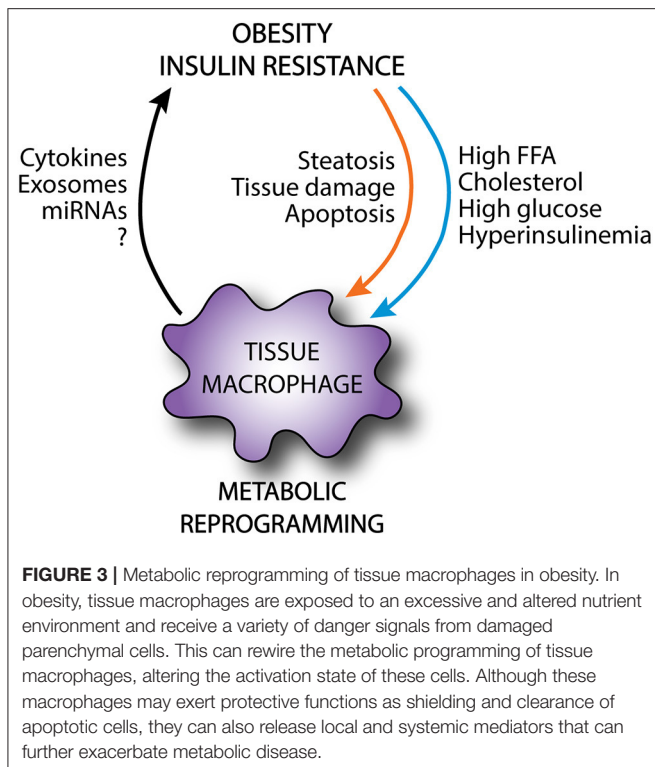 OBESITY
INSULIN RESISTANCE
Cytokines
Exosomes
miRNAs
?
Steatosis
Tissue damage
Apoptosis
High FFA
Cholesterol
High glucose
Hyperinsulinemia
TISSUE
MACROPHAGE
METABOLIC
REPROGRAMMING
FIGURE 3 | Metabolic reprogramming of tissue macrophages in obesity. In
obesity, tissue macrophages are exposed to an excessive and altered nutrient
environment and receive a variety of danger signals from damaged
parenchymal cells. This can rewire the metabolic programming of tissue
macrophages, altering the activation state of these cells. Although these
macrophages may exert protective functions as shielding and clearance of
apoptotic cells, they can also release local and systemic mediators that can
further exacerbate metabolic disease.